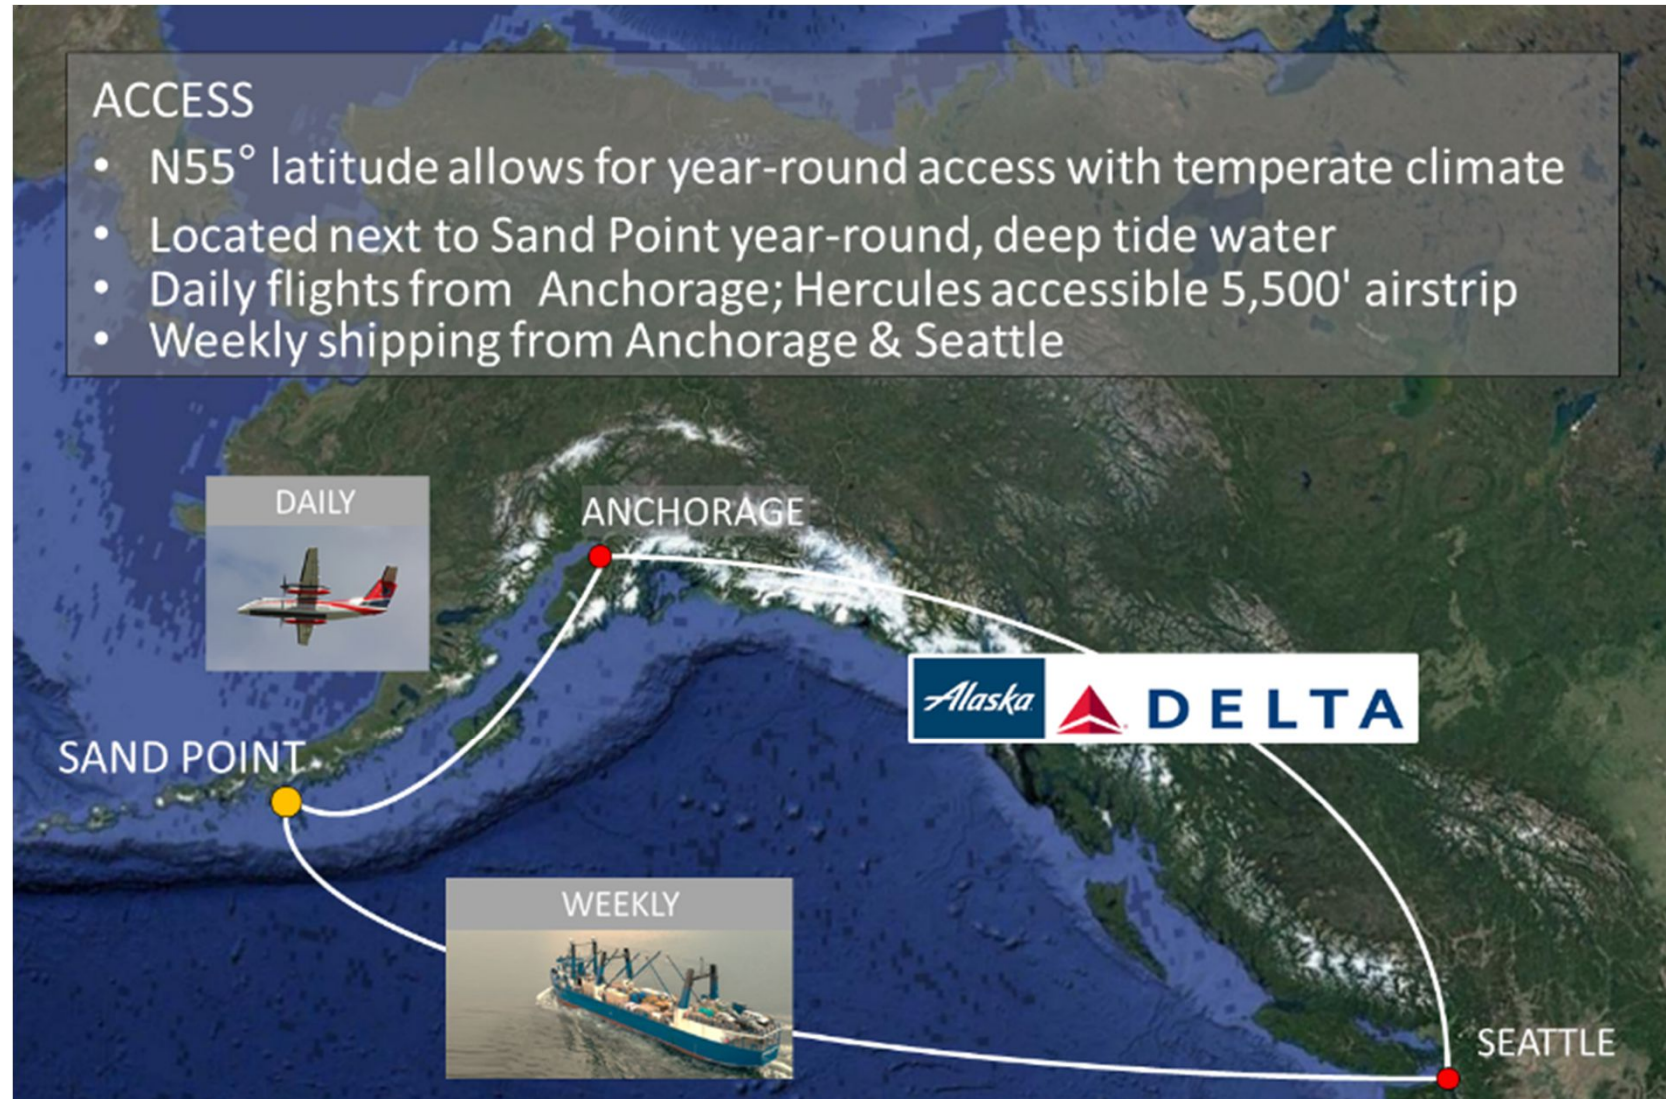 ACCESS
• N55° latitude allows for year-round access with temperate climate
• Located next to Sand Point year-round, deep tide water
• Daily flights from Anchorage; Hercules accessible 5,500' airstrip
• Weekly shipping from Anchorage & Seattle
DAILY
ANCHORAGE
Alaska
DELTA
SAND POINT
WEEKLY
SEATTLE